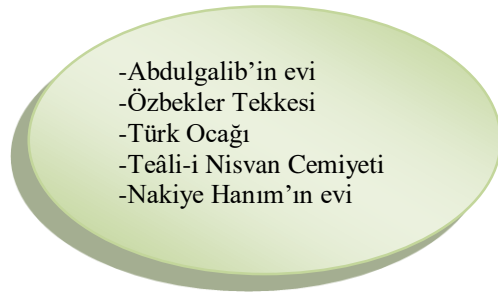 -Abdulgalib’in evi
-Özbekler Tekkesi
-Türk Ocağı
-Teâli-i Nisvan Cemiyeti
-Nakiye Hanım’ın evi